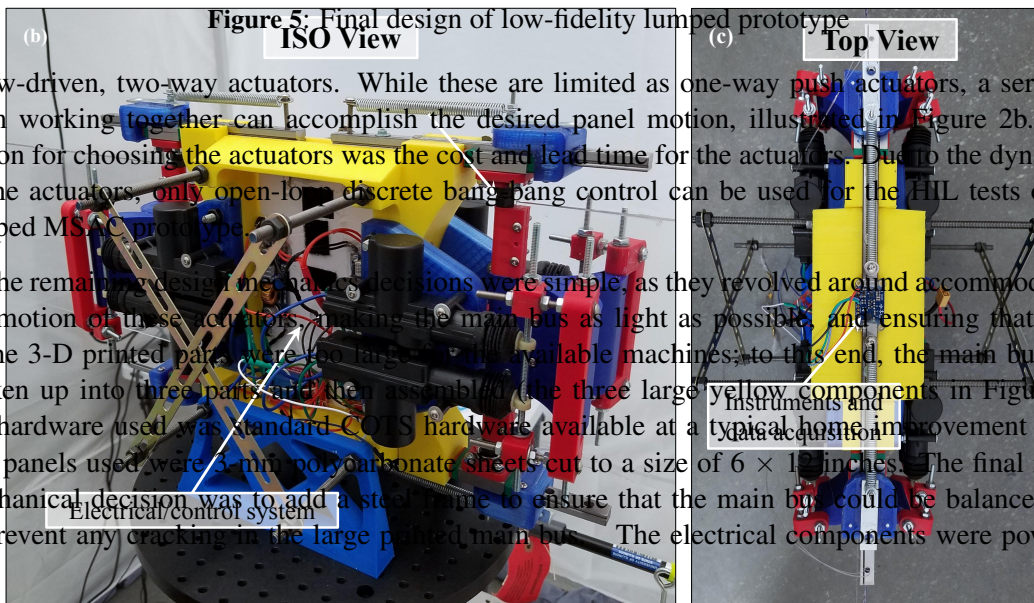 Figure 5: Final design of low-fidelity lumped prototype
(b)
ISO View
(c)
Top View
w-driven, two-way actuators. While these are limited as one-way push actuators, a ser
n working together can accomplish the desired panel motion, illustrated in Figure 2b.
on for choosing the actuators was the cost and lead time for the actuators. Due to the dyn
he actuators, only open-loop discrete bang-bang control can be used for the HIL tests
ped MSAC prototype.
he remaining design mechanics decisions were simple, as they revolved around accommod
motion of these actuators, making the main bus as light as possible, and ensuring that
he 3-D printed parts were too large for the available machines; to this end, the main bu
ken up into three parts and then assembled (the three large yellow components in Figu
hardware used was standard COTS hardware available at a typical home improvement
panels used were 3-mm polycarbonate sheets cut to a size of 6 × 12 inches. The final
hanical decision was to add a steel frame to ensure that the main bus could be balance
revent any cracking in the large printed main bus. The electrical components were pow
Instruments and
data acquisition
Electrical/control system